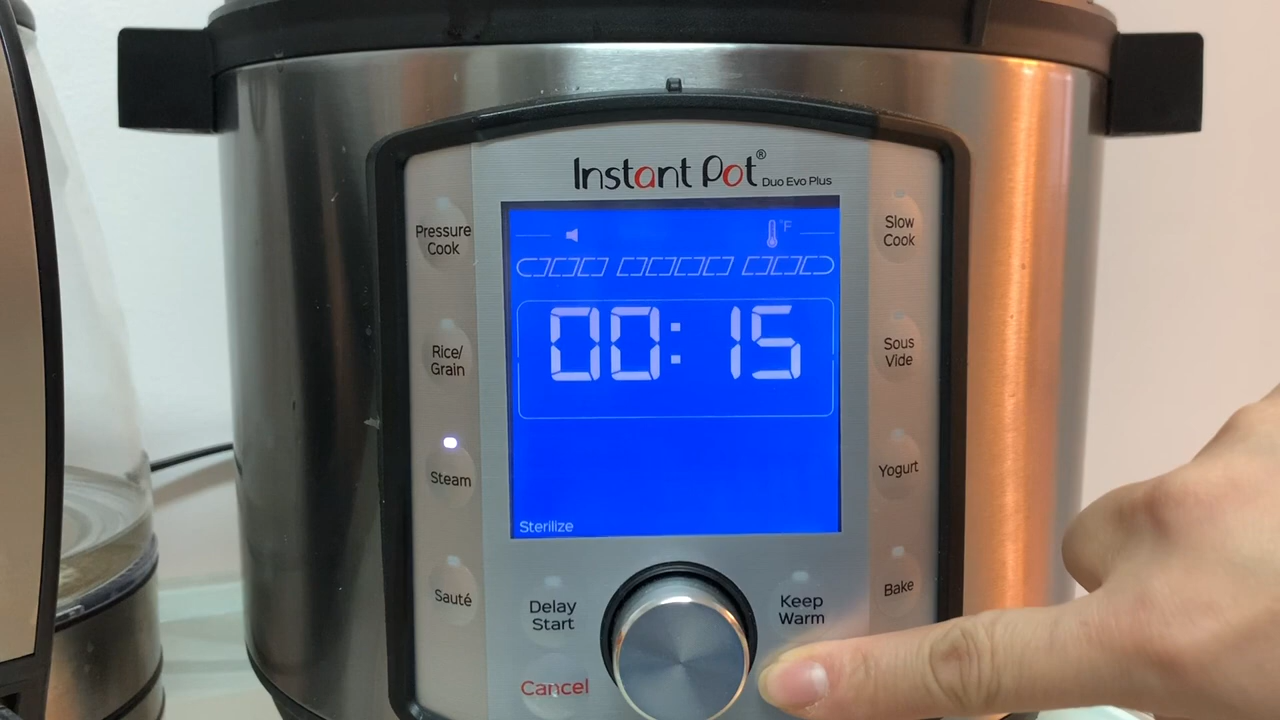 Instant Pot®
Duo Evo Plus
Pressure
Cook
Rice/
Grain
Steam
Sauté
°F
00:15
Sterilize
Delay
Start
Cancel
Keep
Warm
Slow
Cook
Sous
Vide
Yogurt
Bake